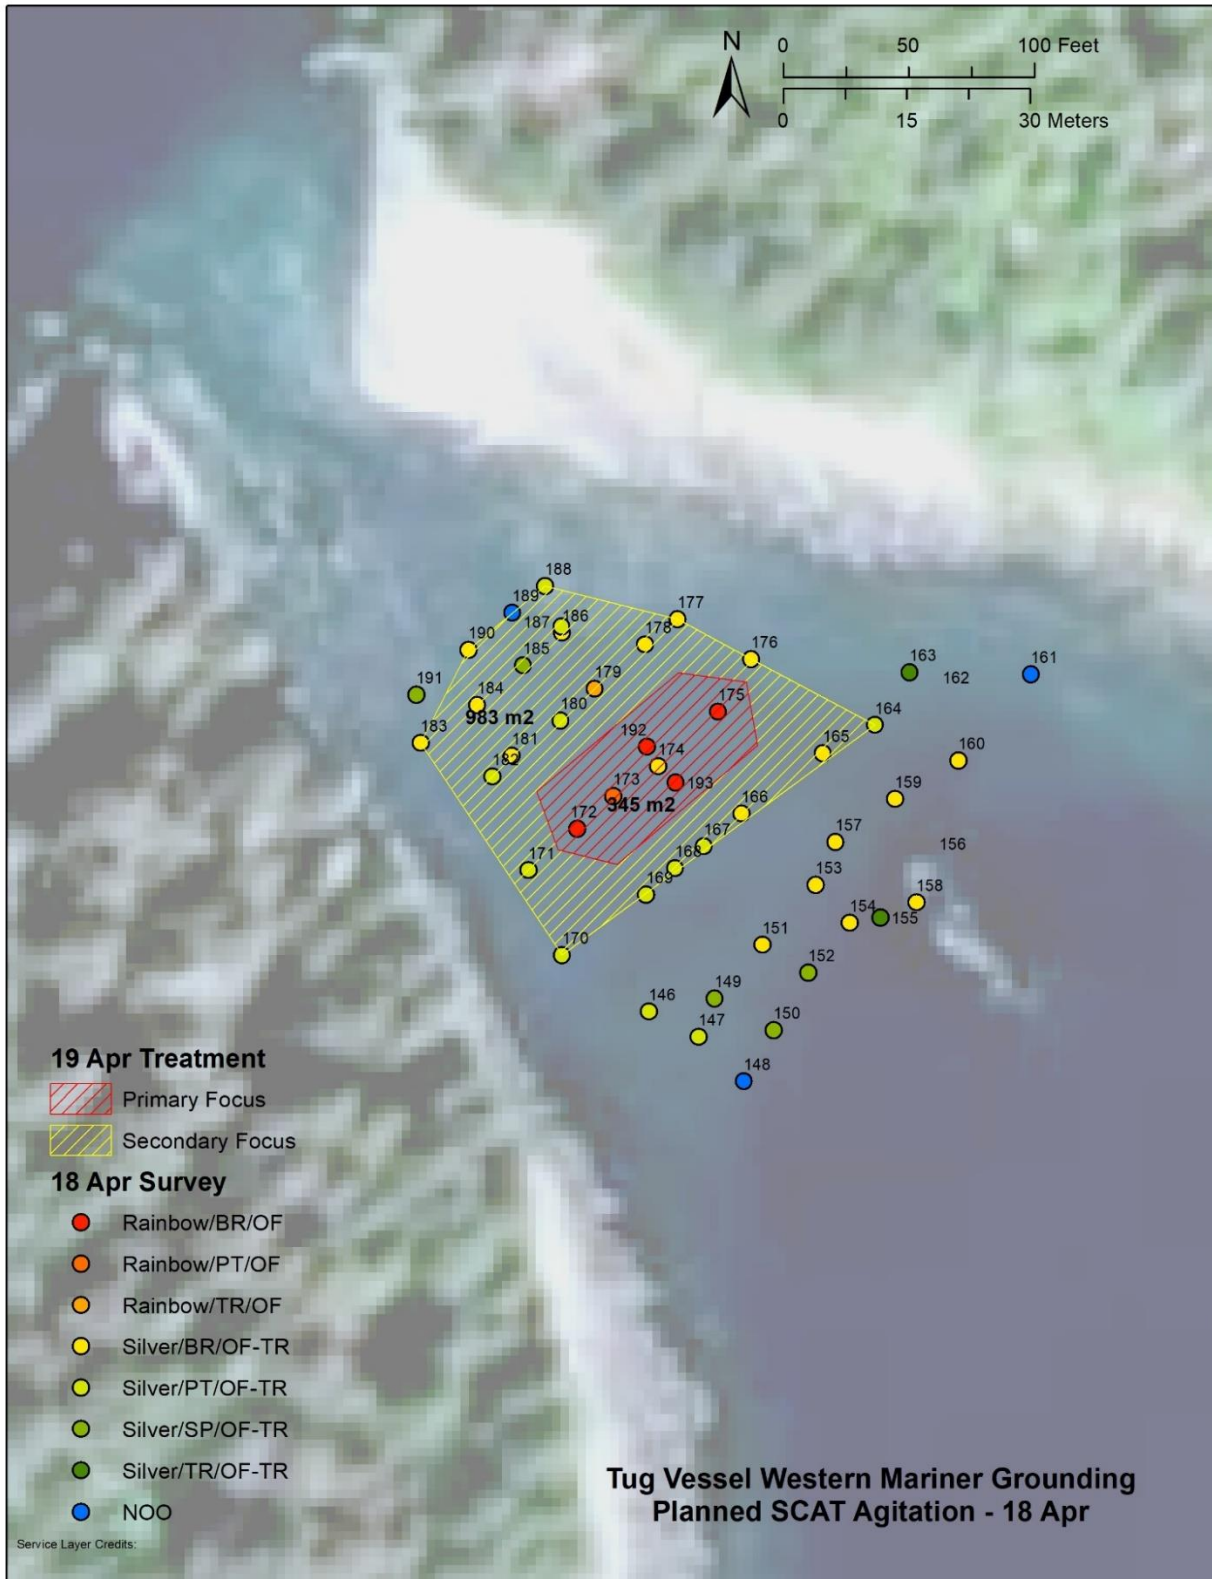 N
0 50 100 Feet
0 15 30 Meters
188
189
177
187 186
178
176
190
185
163
161
191
179
162
175
184
180
164
983 m2
192
183
165
181
174
160
182
193
173
345 m2
159
172
166
157
167
156
171
168
153
169
158
154
155
170
151
152
149
146
147
150
148
19 Apr Treatment
Primary Focus
Secondary Focus
18 Apr Survey
Rainbow/BR/OF
Rainbow/PT/OF
Rainbow/TR/OF
Silver/BR/OF-TR
Silver/PT/OF-TR
Silver/SP/OF-TR
Silver/TR/OF-TR
NOO
Tug Vessel Western Mariner Grounding
Planned SCAT Agitation - 18 Apr
Service Layer Credits: